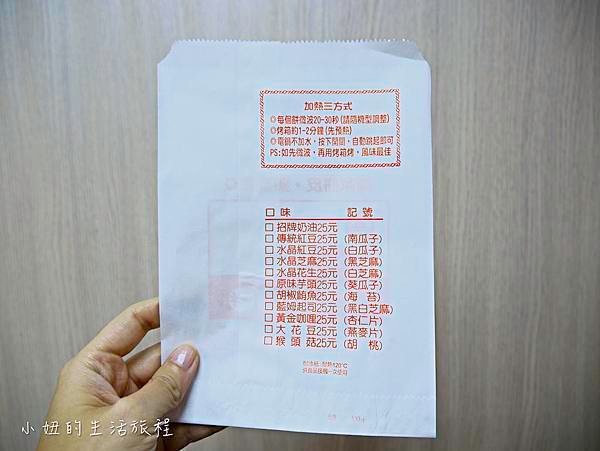 加熱三方式
◎每個餅微波20-30秒(請隨機型調整)
◎烤箱約1-2分鐘(先預熱)
◎電鍋不加水，按下開關，自動跳起即可
PS:如先微波，再用烤箱烤，風味最佳
口味 記號
□招牌奶油25元
□傳統紅豆25元 (南瓜子)
□水晶紅豆25元 (白瓜子)
□水晶芝麻25元 (黑芝麻)
□水晶花生25元 (白芝麻)
□原味芋頭25元 (葵瓜子)
□胡椒鮪魚25元 (海 苔)
□藍姆起司25元 (黑白芝麻)
□黃金咖哩25元 (杏仁片)
□大花豆25元 (燕麥片)
□猴頭菇25元 (胡 桃)
耐熱120°C
小妞的生活旅程